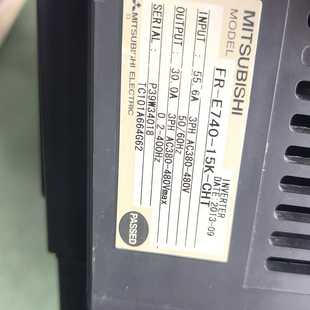 MITSUBISHI
INVERTER
MODEL
FR-E740-15K-CHT
DATE:2013-09
INPUT : 55.6A 3PH AC380-480V
50/60Hz
OUTPUT : 30.0A 3PH AC380-480Vmax
0.2-400Hz
P39W34018
TC101A664G62
MITSUBISHI ELECTRIC
PASSED